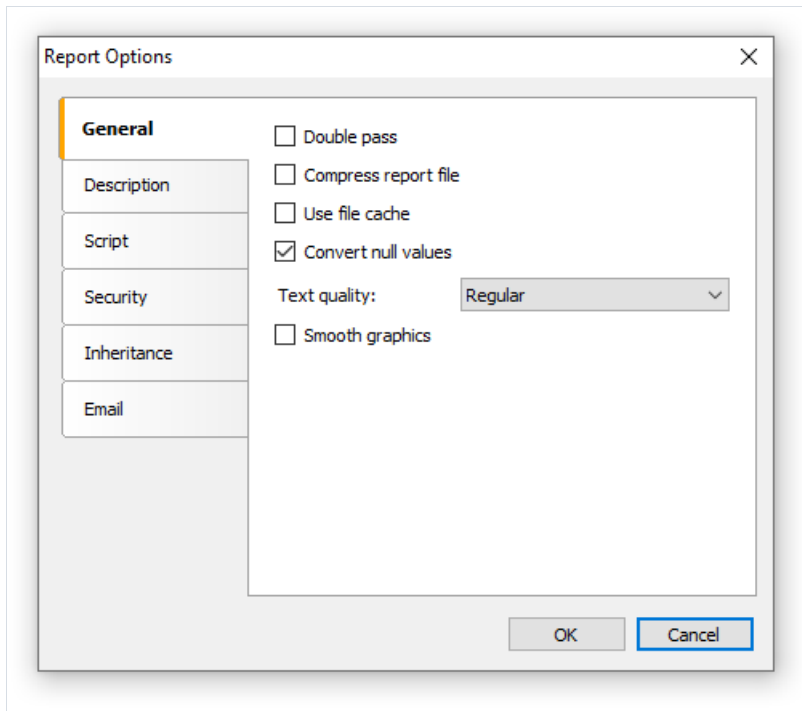 Report Options
General
Description
Script
Security
Inheritance
Email
Double pass
Compress report file
Use file cache
Convert null values
Text quality: Regular
Smooth graphics
OK Cancel